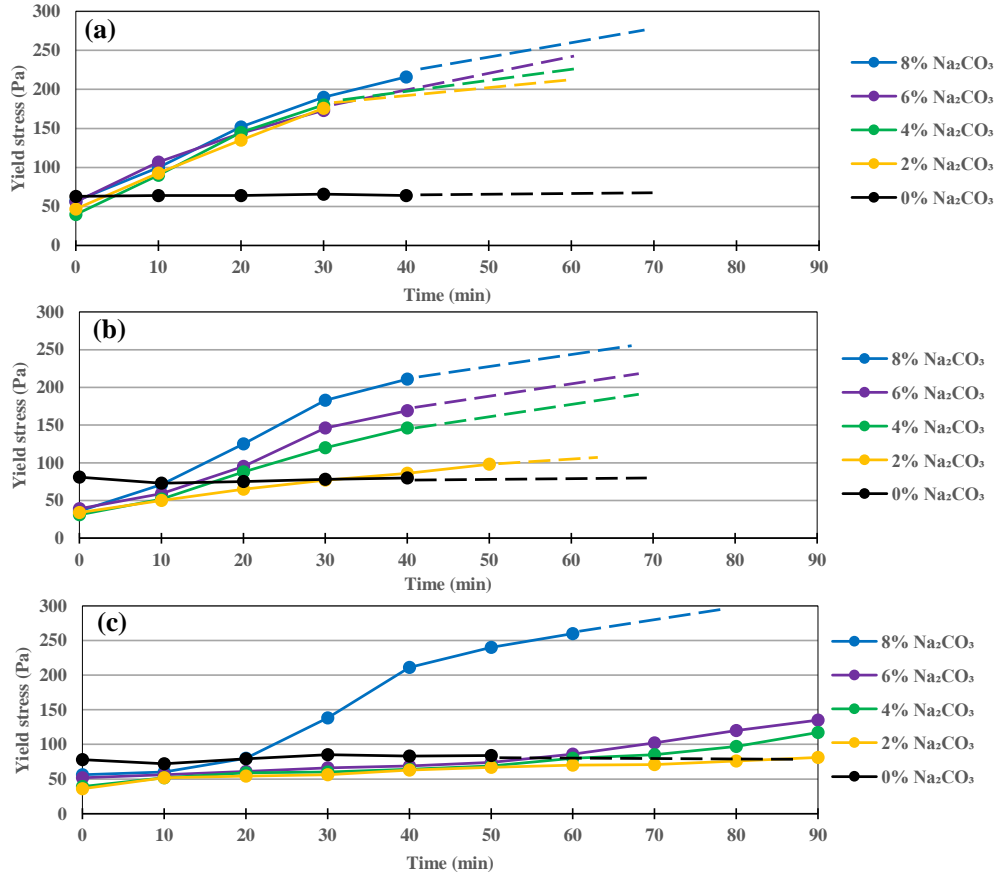 (a)
Yield stress (Pa)
300
250
200
150
100
50
0
0 10 20 30 40 50 60 70 80 90
Time (min)
8% Na₂CO₃
6% Na₂CO₃
4% Na₂CO₃
2% Na₂CO₃
0% Na₂CO₃
(b)
Yield stress (Pa)
300
250
200
150
100
50
0
0 10 20 30 40 50 60 70 80 90
Time (min)
8% Na₂CO₃
6% Na₂CO₃
4% Na₂CO₃
2% Na₂CO₃
0% Na₂CO₃
(c)
Yield stress (Pa)
300
250
200
150
100
50
0
0 10 20 30 40 50 60 70 80 90
Time (min)
8% Na₂CO₃
6% Na₂CO₃
4% Na₂CO₃
2% Na₂CO₃
0% Na₂CO₃